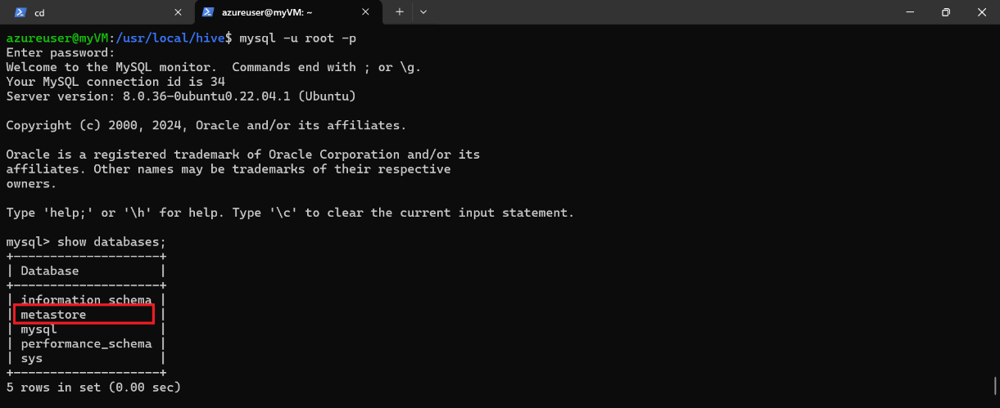 cd
azureuser@myVM: ~
azureuser@myVM:/usr/local/hive$ mysql -u root -p
Enter password:
Welcome to the MySQL monitor.  Commands end with ; or \g.
Your MySQL connection id is 34
Server version: 8.0.36-0ubuntu0.22.04.1 (Ubuntu)
Copyright (c) 2000, 2024, Oracle and/or its affiliates.
Oracle is a registered trademark of Oracle Corporation and/or its
affiliates. Other names may be trademarks of their respective
owners.
Type 'help;' or '\h' for help. Type '\c' to clear the current input statement.
mysql> show databases;
+--------------------+
| Database           |
+--------------------+
| information_schema |
| metastore          |
| mysql              |
| performance_schema |
| sys                |
+--------------------+
5 rows in set (0.00 sec)